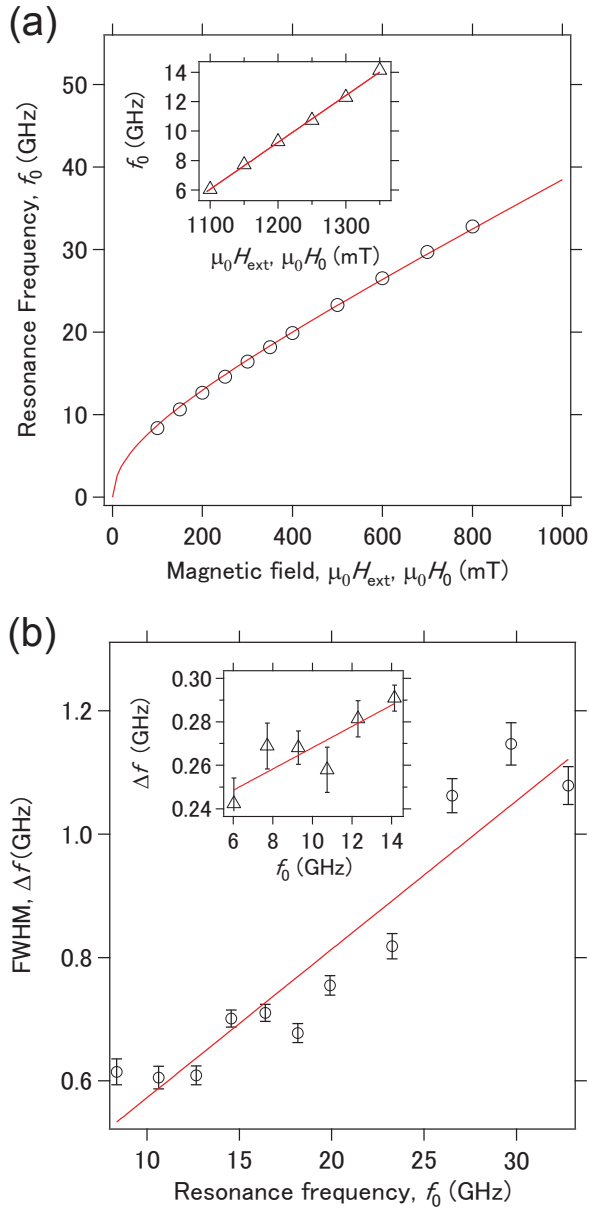 (a)
Resonance Frequency, f₀ (GHz)
50
40
30
20
10
0
0 200 400 600 800 1000
Magnetic field, μ₀Hₑₓₜ, μ₀H₀ (mT)
f₀ (GHz)
14
12
10
8
6
1100 1200 1300
μ₀Hₑₓₜ, μ₀H₀ (mT)
(b)
FWHM, Δf (GHz)
1.2
1.0
0.8
0.6
10 15 20 25 30
Resonance frequency, f₀ (GHz)
Δf (GHz)
0.30
0.28
0.26
0.24
6 8 10 12 14
f₀ (GHz)